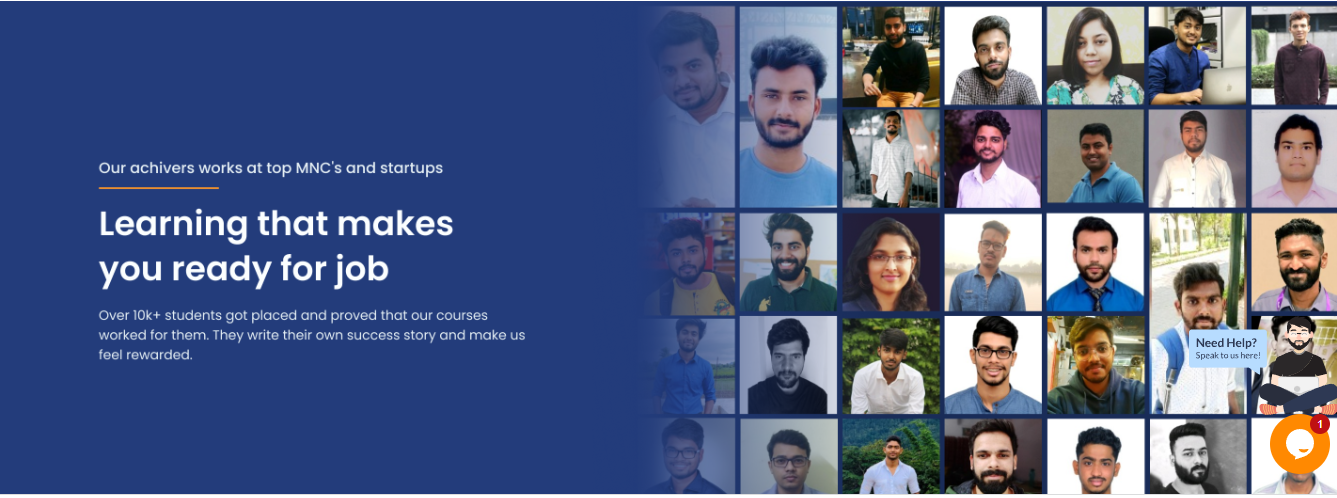 Our achivers works at top MNC's and startups
Learning that makes
you ready for job
Over 10k+ students got placed and proved that our courses
worked for them. They write their own success story and make us
feel rewarded.
Need Help?
Speak to us here!
1